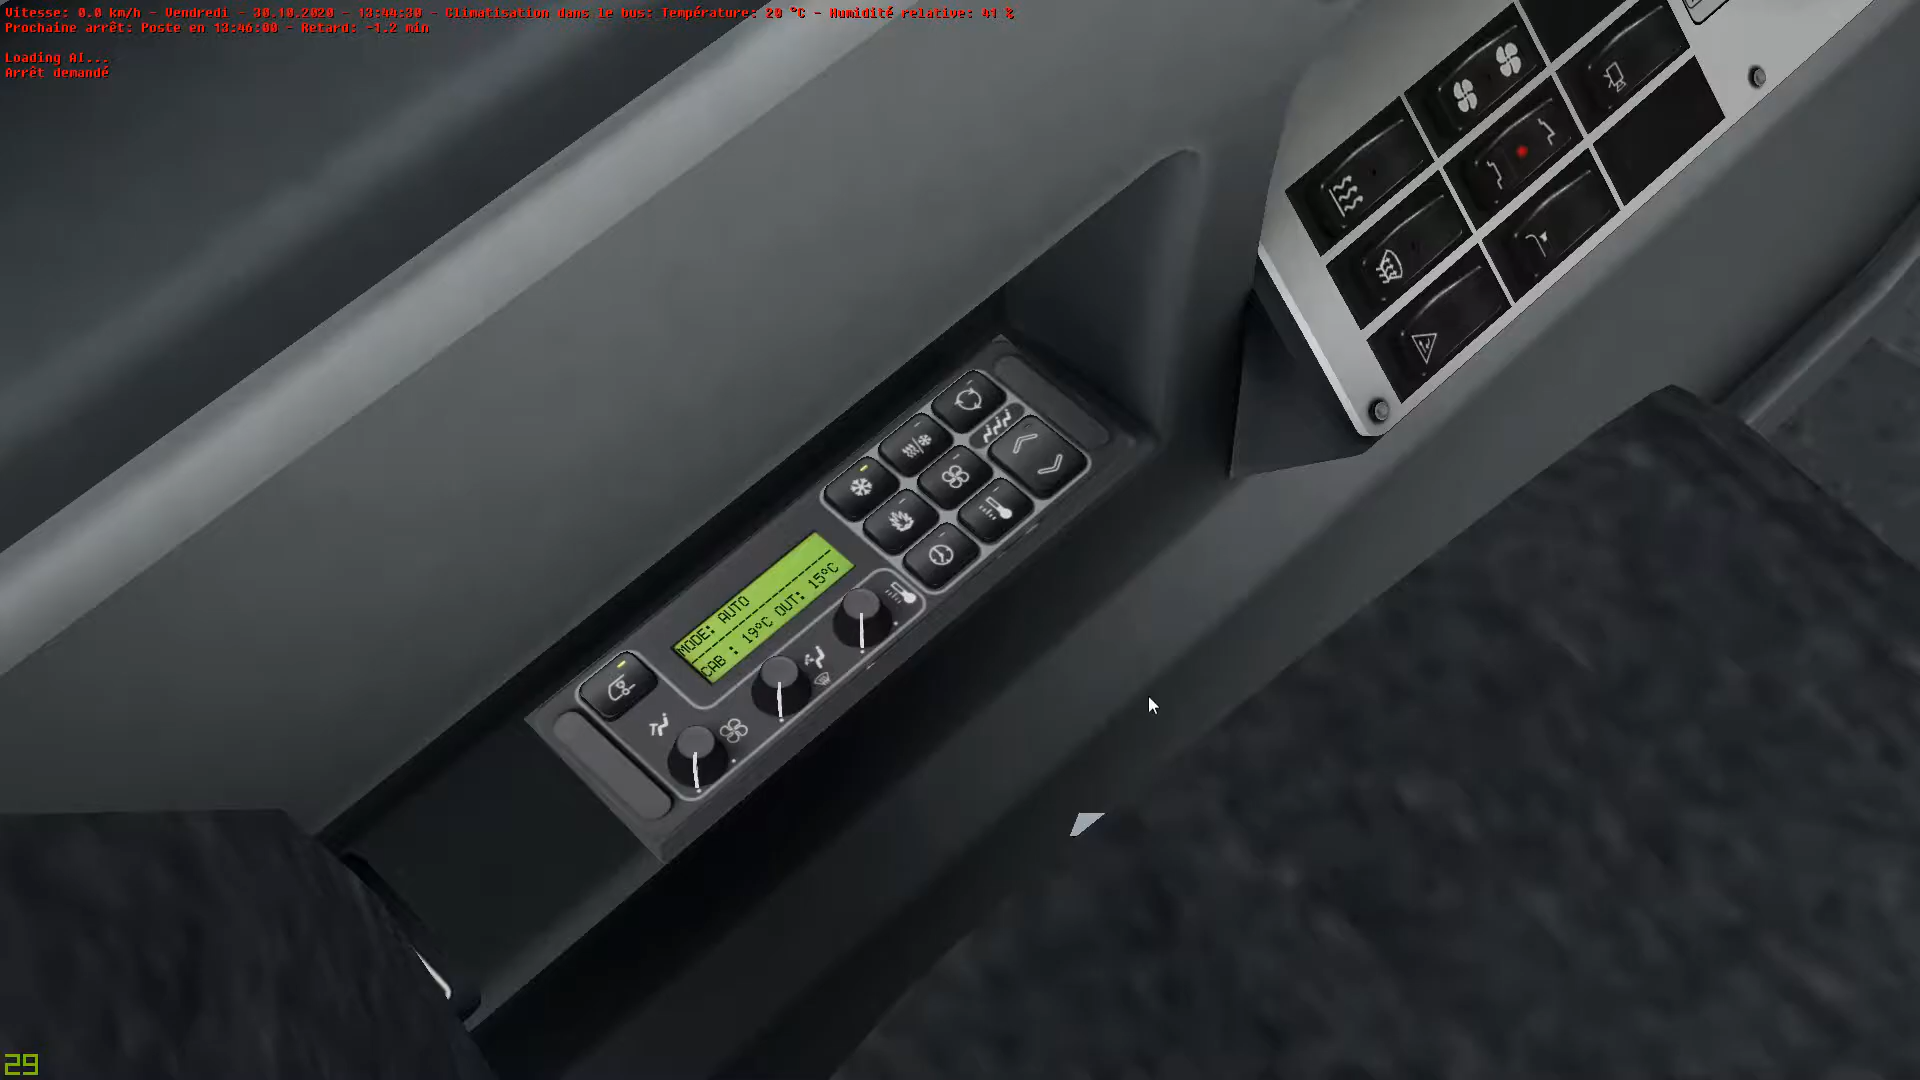 Vitesse: 0.0 km/h - Vendredi - 30.10.2020 - 13:44:30 - Climatisation dans le bus: Température: 20 °C - Humidité relative: 41 %
Prochaine arrêt: Poste en 13:46:00 - Retard: -1.2 min
Loading AI...
Arrêt demandé
MODE: AUTO
CAB : 19°C OUT: 15°C
29